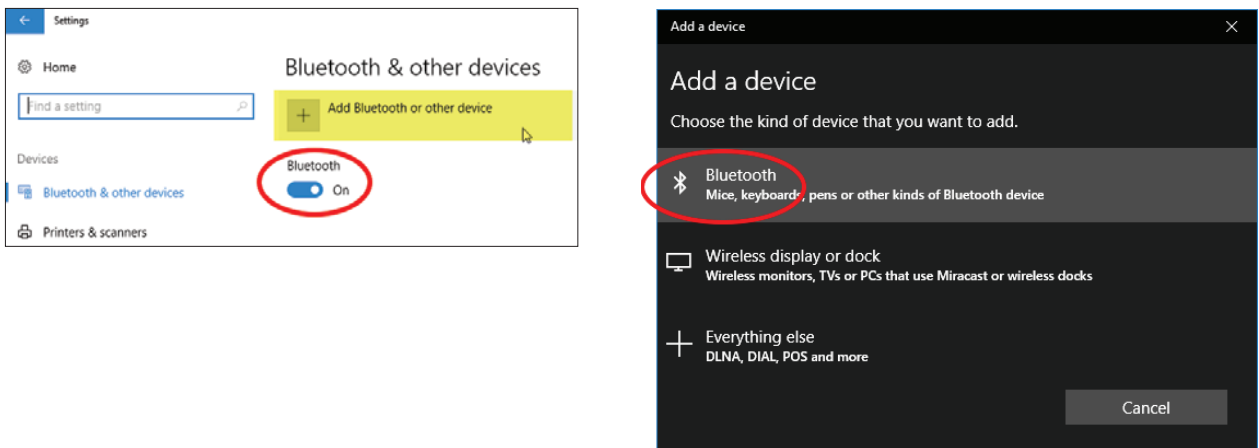 Settings
Home
Find a setting
Devices
Bluetooth & other devices
Printers & scanners
Bluetooth & other devices
Add Bluetooth or other device
Bluetooth
On
Add a device
Add a device
Choose the kind of device that you want to add.
Bluetooth
Mice, keyboards, pens or other kinds of Bluetooth device
Wireless display or dock
Wireless monitors, TVs or PCs that use Miracast or wireless docks
Everything else
DLNA, DIAL, POS and more
Cancel